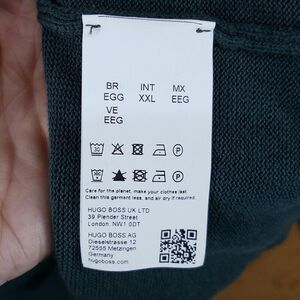 BR INT MX
EGG XXL EEG
VE
EEG
30 P
30 P
Care for the planet, make your clothes last
Clean this garment less, and air dry if required.
HUGO BOSS UK LTD
39 Plender Street
London, NW1 0DT
HUGO BOSS AG
Dieselstrasse 12
72555 Metzingen
Germany
hugoboss.com